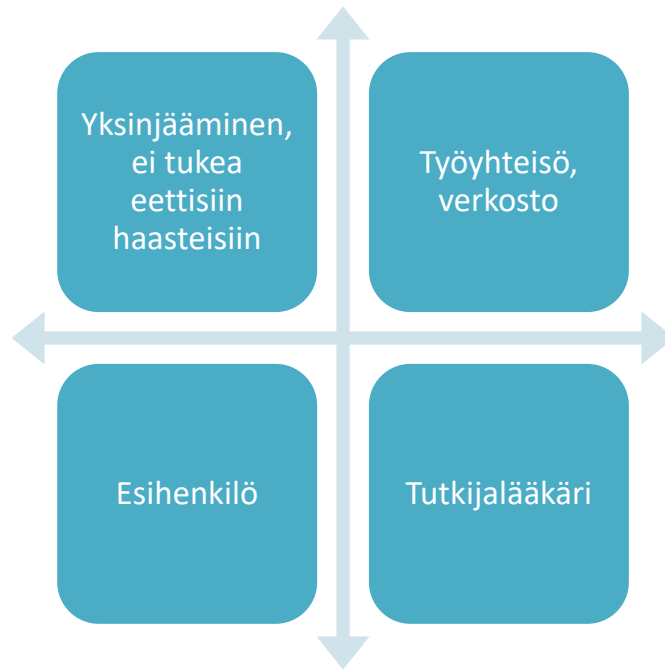 Yksinjääminen,
ei tukea
eettisiin
haasteisiin
Työyhteisö,
verkosto
Esihenkilö
Tutkijalääkäri